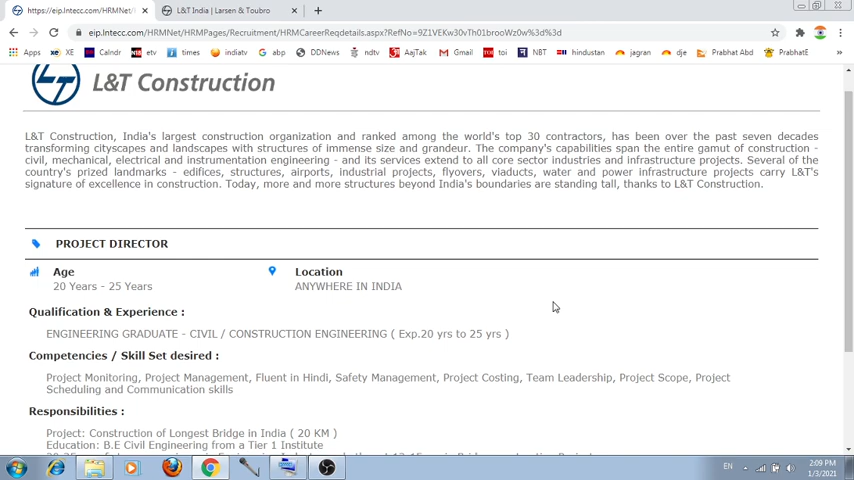 https://eip.lntecc.com/HRMNet/
L&T India | Larsen & Toubro
eip.lntecc.com/HRMNet/HRMPages/Recruitment/HRMCareerReqdetails.aspx?RefNo=9Z1VEKw30vTh01brooWz0w%3d%3d
Apps XE Calndr etv times indiatv abp DDNews ndtv AajTak Gmail toi NBT hindustan jagran dje Prabhat Abd PrabhatE
L&T Construction
L&T Construction, India's largest construction organization and ranked among the world's top 30 contractors, has been over the past seven decades
transforming cityscapes and landscapes with structures of immense size and grandeur. The company's capabilities span the entire gamut of construction -
civil, mechanical, electrical and instrumentation engineering - and its services extend to all core sector industries and infrastructure projects. Several of the
country's prized landmarks - edifices, structures, airports, industrial projects, flyovers, viaducts, water and power infrastructure projects carry L&T's
signature of excellence in construction. Today, more and more structures beyond India's boundaries are standing tall, thanks to L&T Construction.
PROJECT DIRECTOR
Age
Location
20 Years - 25 Years
ANYWHERE IN INDIA
Qualification & Experience :
ENGINEERING GRADUATE - CIVIL / CONSTRUCTION ENGINEERING ( Exp.20 yrs to 25 yrs )
Competencies / Skill Set desired :
Project Monitoring, Project Management, Fluent in Hindi, Safety Management, Project Costing, Team Leadership, Project Scope, Project
Scheduling and Communication skills
Responsibilities :
Project: Construction of Longest Bridge in India ( 20 KM )
Education: B.E Civil Engineering from a Tier 1 Institute
EN
2:09 PM
1/3/2021